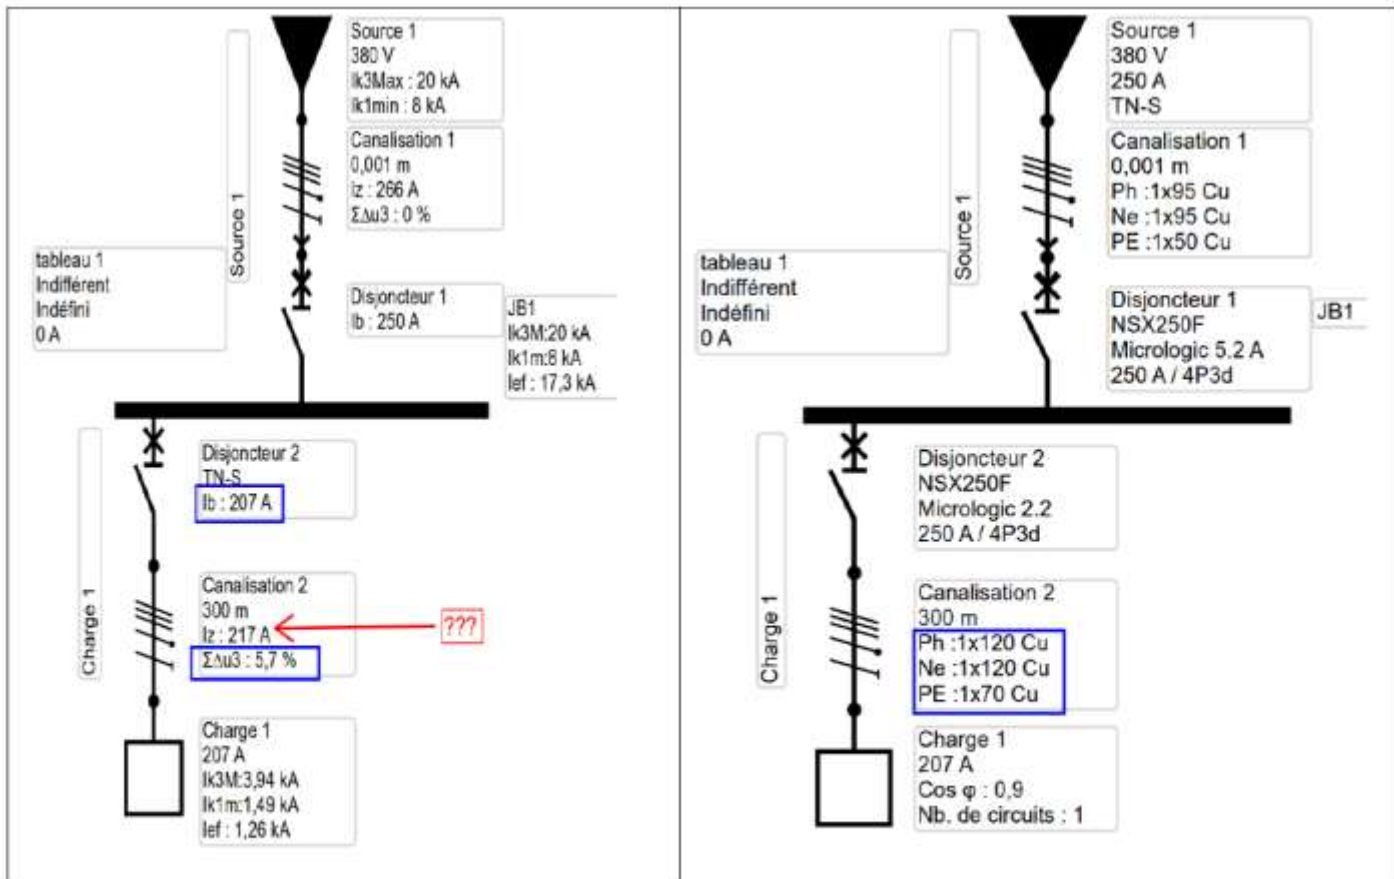 Source 1
380 V
Ik3Max : 20 kA
Ik1min : 8 kA
Canalisation 1
0,001 m
Iz : 266 A
ΣΔu3 : 0 %
Source 1
tableau 1
Indifférent
Indéfini
0 A
Disjoncteur 1
Ib : 250 A
JB1
Ik3M:20 kA
Ik1m:8 kA
Ief : 17,3 kA
Disjoncteur 2
TN-S
Ib : 207 A
Charge 1
Canalisation 2
300 m
Iz : 217 A
ΣΔu3 : 5,7 %
???
Charge 1
207 A
Ik3M:3,94 kA
Ik1m:1,49 kA
Ief : 1,26 kA
Source 1
380 V
250 A
TN-S
Canalisation 1
0,001 m
Ph :1x95 Cu
Ne :1x95 Cu
PE :1x50 Cu
Source 1
tableau 1
Indifférent
Indéfini
0 A
Disjoncteur 1
NSX250F
Micrologic 5.2 A
250 A / 4P3d
JB1
Disjoncteur 2
NSX250F
Micrologic 2.2
250 A / 4P3d
Charge 1
Canalisation 2
300 m
Ph :1x120 Cu
Ne :1x120 Cu
PE :1x70 Cu
Charge 1
207 A
Cos φ : 0,9
Nb. de circuits : 1